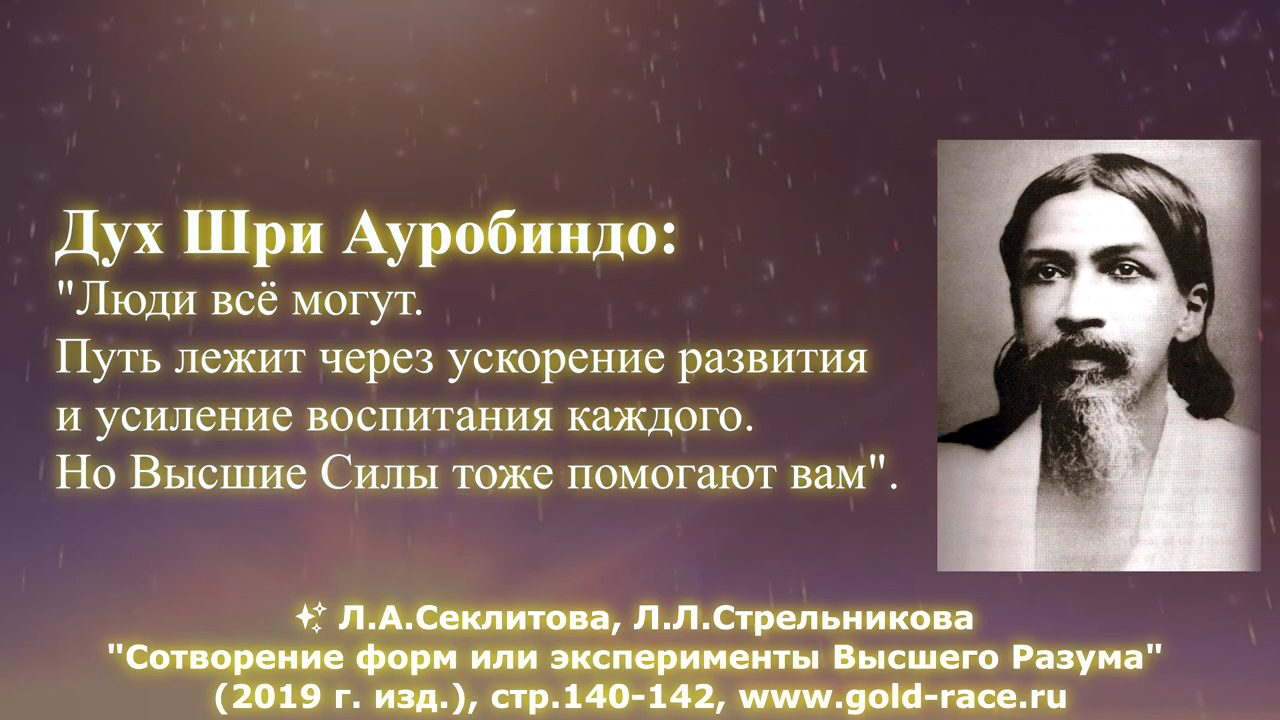 Дух Шри Ауробиндо:
"Люди всё могут.
Путь лежит через ускорение развития
и усиление воспитания каждого.
Но Высшие Силы тоже помогают вам".
✨ Л.А.Секлитова, Л.Л.Стрельникова
"Сотворение форм или эксперименты Высшего Разума"
(2019 г. изд.), стр.140-142, www.gold-race.ru